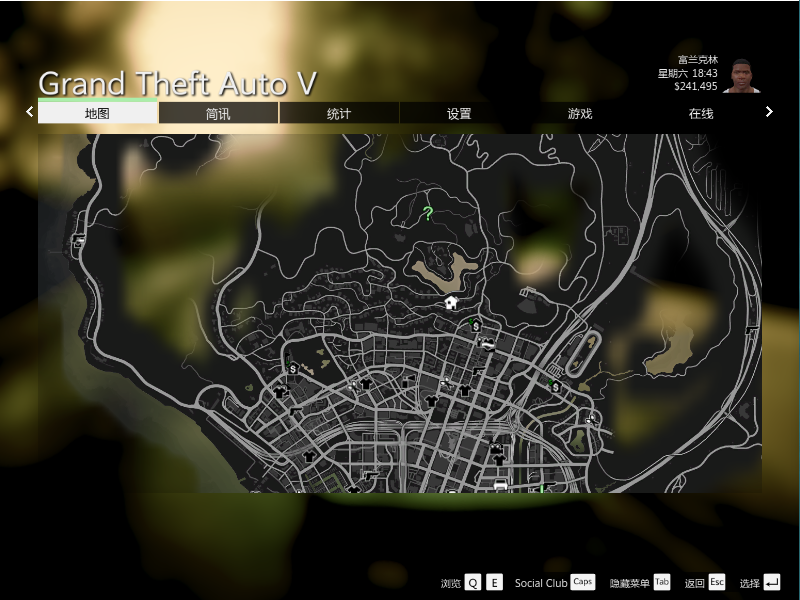 富兰克林
星期六 18:43
$241,495
Grand Theft Auto V
地图 简讯 统计 设置 游戏 在线
?
$
$
$
浏览 Q E Social Club Caps 隐藏菜单 Tab 返回 Esc 选择